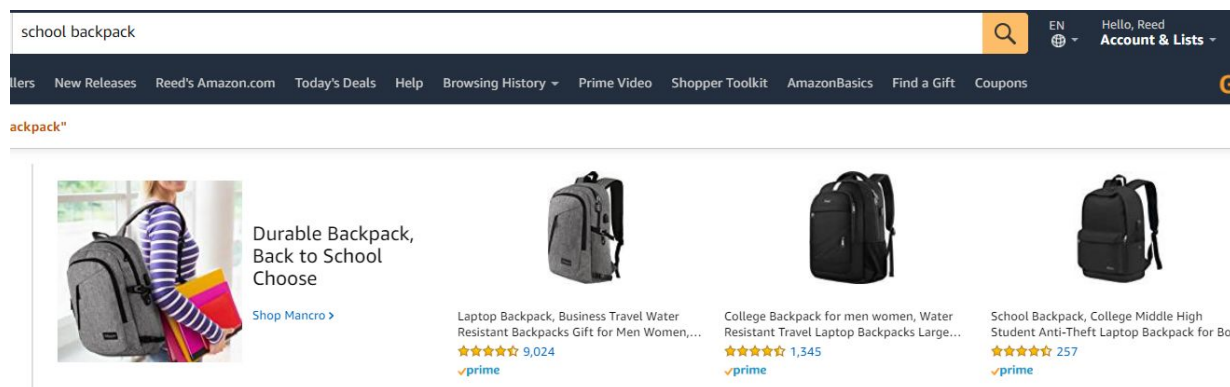 school backpack
EN
Hello, Reed
Account & Lists
llers New Releases Reed's Amazon.com Today's Deals Help Browsing History Prime Video Shopper Toolkit AmazonBasics Find a Gift Coupons
ackpack"
Durable Backpack,
Back to School
Choose
Shop Mancro ›
Laptop Backpack, Business Travel Water
Resistant Backpacks Gift for Men Women,...
9,024
prime
College Backpack for men women, Water
Resistant Travel Laptop Backpacks Large...
1,345
prime
School Backpack, College Middle High
Student Anti-Theft Laptop Backpack for Bo
257
prime